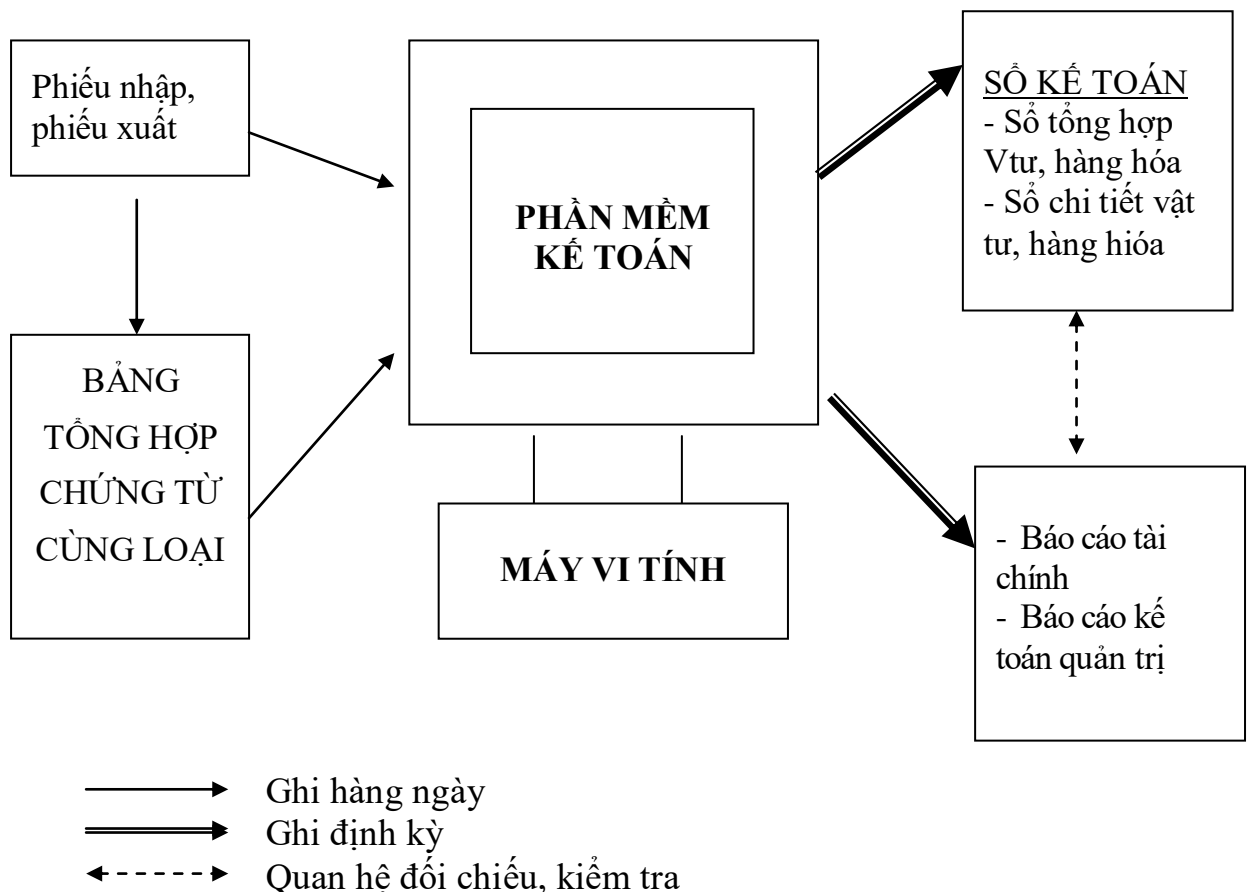 Phiếu nhập,
phiếu xuất
BẢNG
TỔNG HỢP
CHỨNG TỪ
CÙNG LOẠI
PHẦN MỀM
KẾ TOÁN
MÁY VI TÍNH
SỔ KẾ TOÁN
- Sổ tổng hợp
Vtư, hàng hóa
- Sổ chi tiết vật
tư, hàng hióa
- Báo cáo tài
chính
- Báo cáo kế
toán quản trị
Ghi hàng ngày
Ghi định kỳ
Quan hệ đối chiếu, kiểm tra